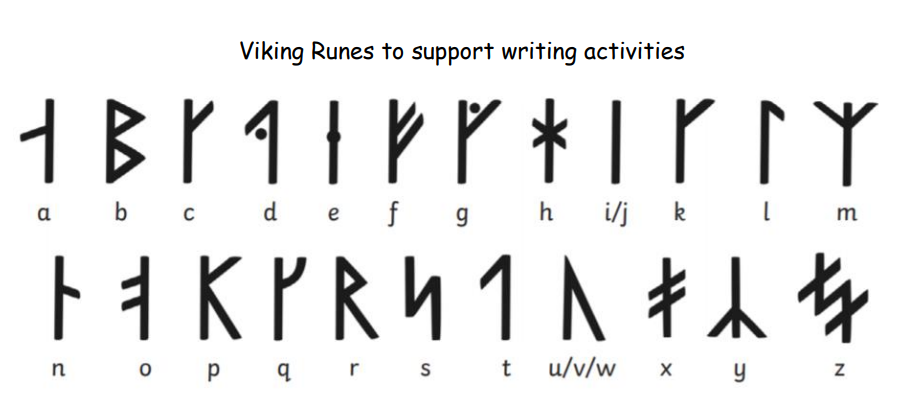 Viking Runes to support writing activities
ᛆ ᛒ ᚴ ᛑ ᛂ ᚠ ᚵ ᚼ ᛁ ᚴ ᛚ ᛘ
a b c d e f g h i/j k l m
ᚿ ᚮ ᛕ ᛩ ᚱ ᛋ ᛐ ᚢ ᚯ ᛦ ᛎ
n o p q r s t u/v/w x y z